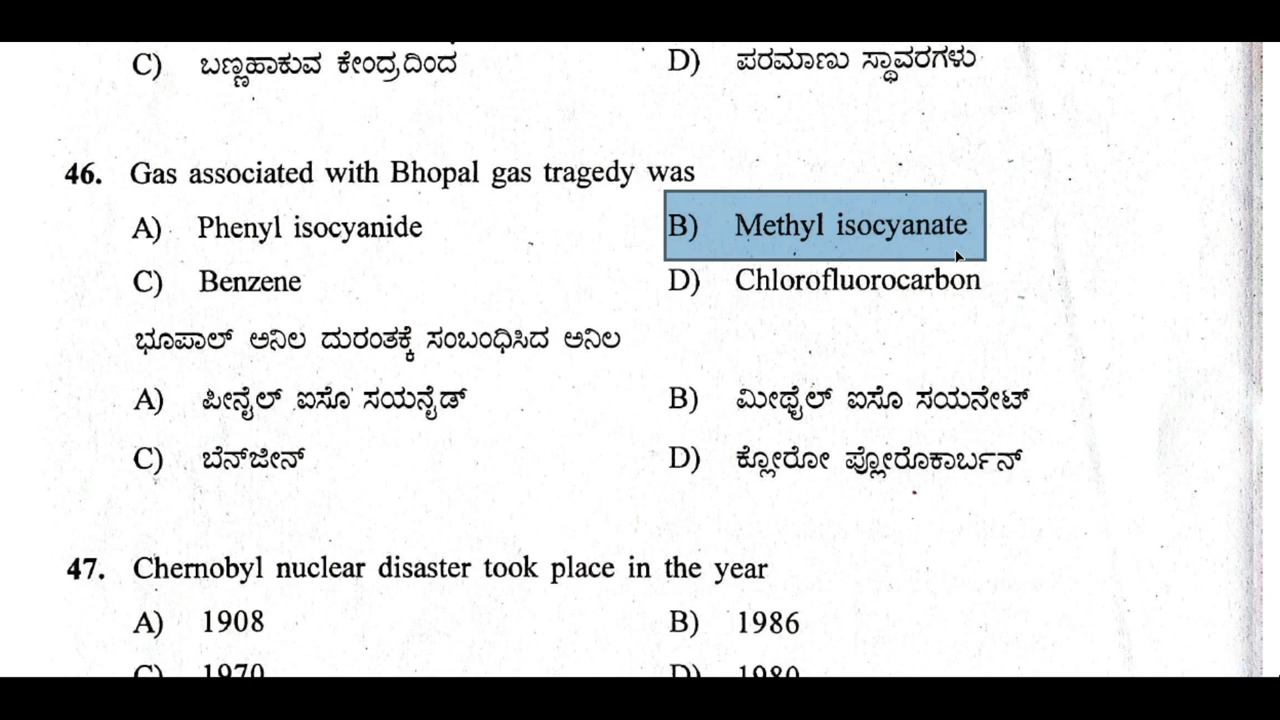 C) ಬಣ್ಣಹಾಕುವ ಕೇಂದ್ರದಿಂದ D) ಪರಮಾಣು ಸ್ಥಾವರಗಳು
46. Gas associated with Bhopal gas tragedy was
A) Phenyl isocyanide B) Methyl isocyanate
C) Benzene D) Chlorofluorocarbon
ಭೂಪಾಲ್ ಅನಿಲ ದುರಂತಕ್ಕೆ ಸಂಬಂಧಿಸಿದ ಅನಿಲ
A) ಪೀನೈಲ್ ಐಸೊ ಸಯನೈಡ್ B) ಮೀಥೈಲ್ ಐಸೊ ಸಯನೇಟ್
C) ಬೆನ್‌ಜೀನ್ D) ಕ್ಲೋರೋ ಫ್ಲೋರೊಕಾರ್ಬನ್
47. Chernobyl nuclear disaster took place in the year
A) 1908 B) 1986
C) 1970 D) 1980